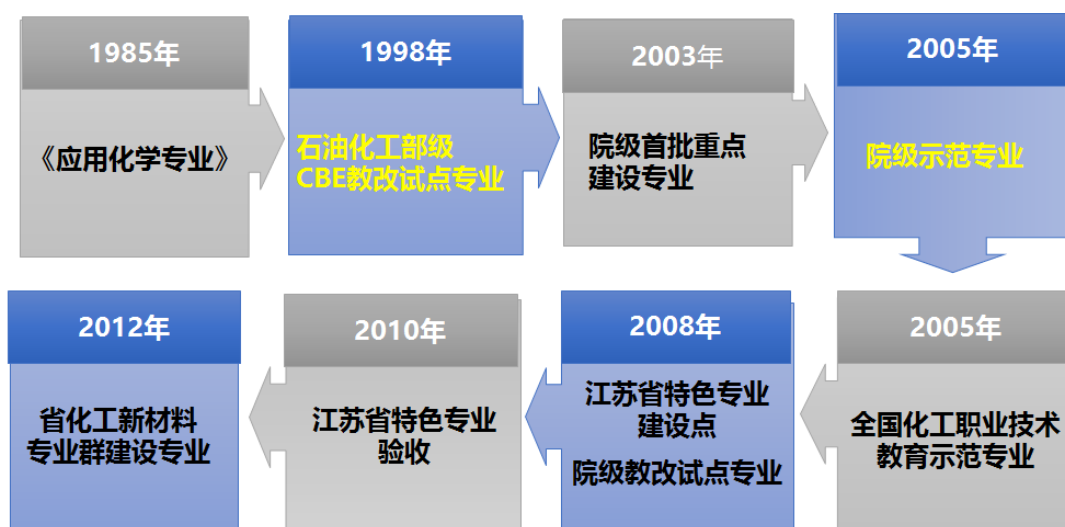 1985年
《应用化学专业》
1998年
石油化工部级
CBE教改试点专业
2003年
院级首批重点
建设专业
2005年
院级示范专业
2005年
全国化工职业技术
教育示范专业
2008年
江苏省特色专业
建设点
院级教改试点专业
2010年
江苏省特色专业
验收
2012年
省化工新材料
专业群建设专业